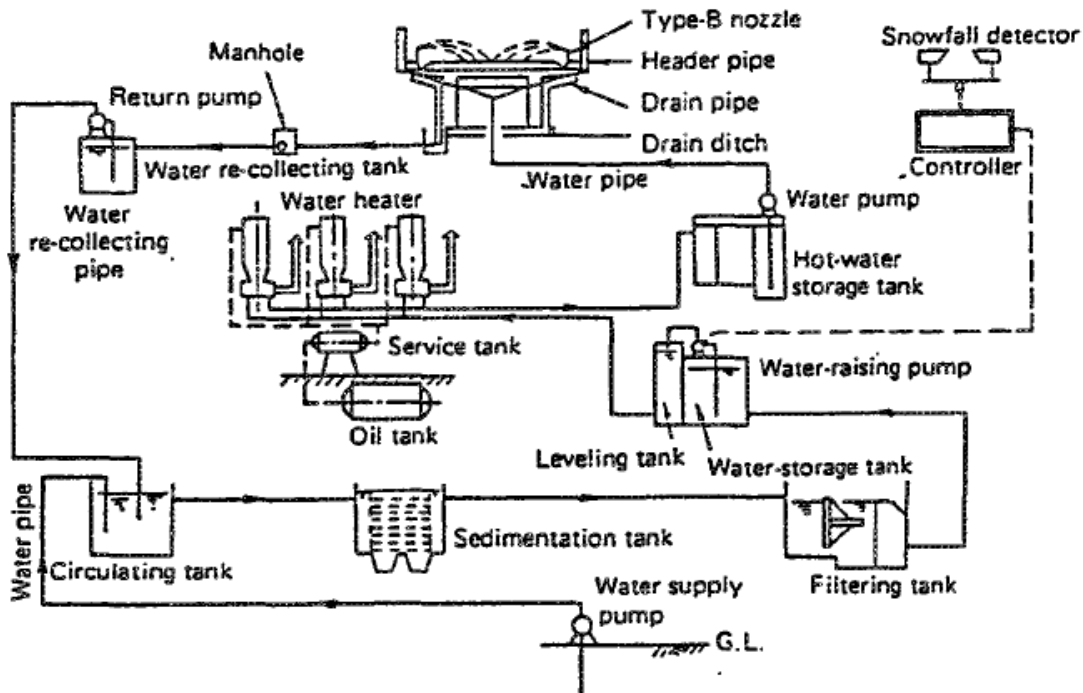 Type-B nozzle
Snowfall detector
Manhole
Header pipe
Return pump
Drain pipe
Drain ditch
Controller
Water re-collecting tank
Water pipe
Water heater
Water pump
Water
re-collecting
pipe
Hot-water
storage tank
Service tank
Water-raising pump
Oil tank
Leveling tank
Water-storage tank
Water pipe
Sedimentation tank
Circulating tank
Filtering tank
Water supply
pump
G.L.